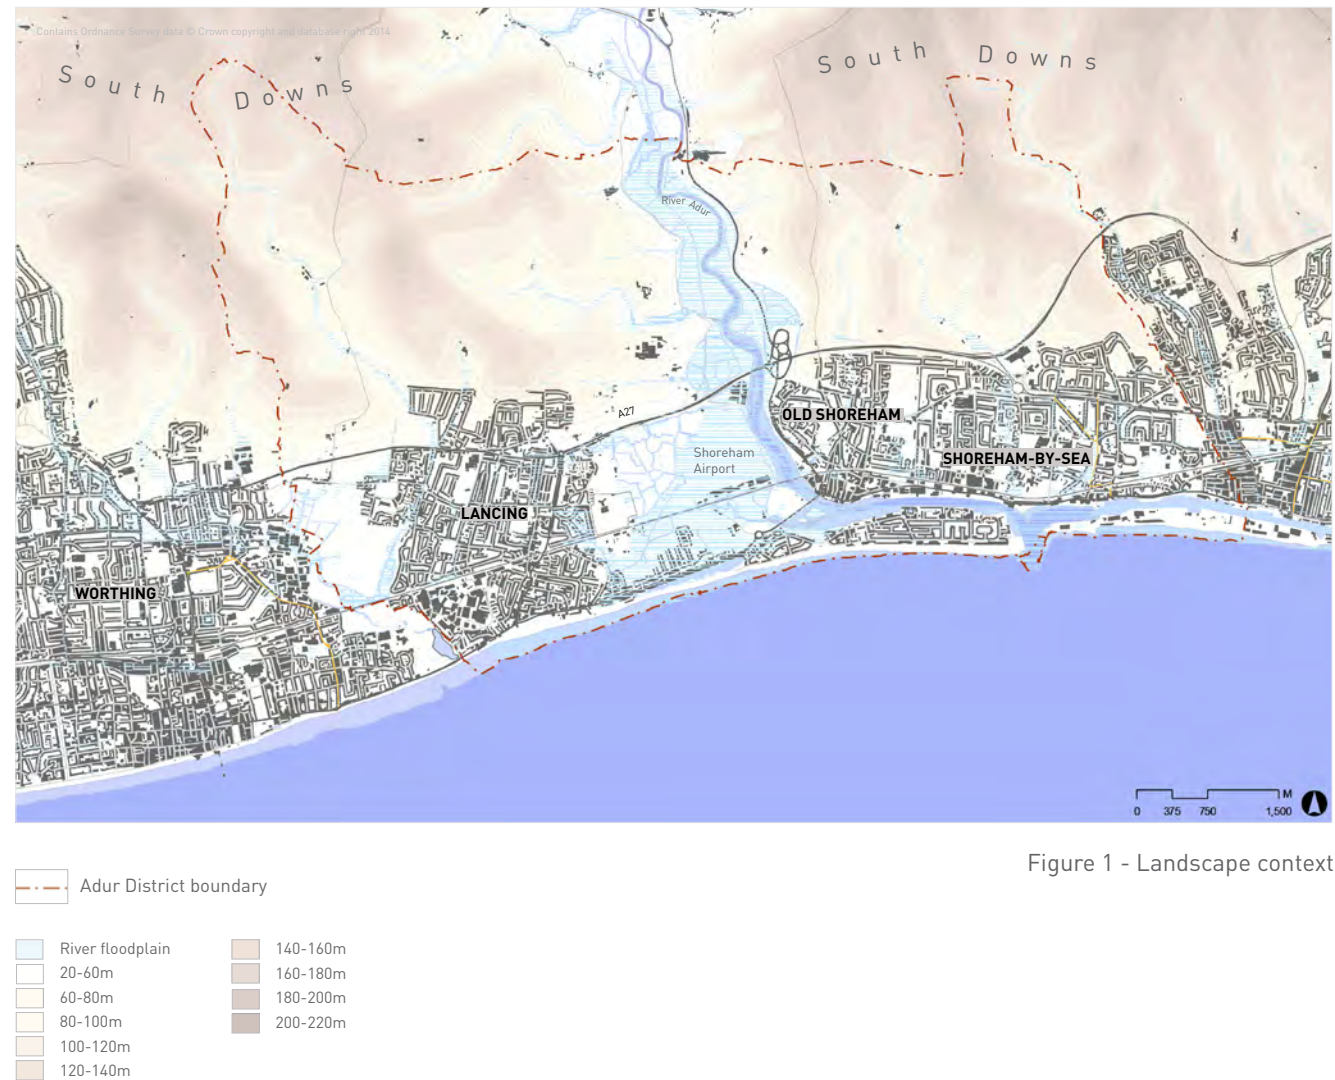 Contains Ordnance Survey data © Crown copyright and database right 2014
South Downs
South Downs
River Adur
A27
OLD SHOREHAM
Shoreham
Airport
SHOREHAM-BY-SEA
LANCING
WORTHING
M
0 375 750 1,500
Figure 1 - Landscape context
Adur District boundary
River floodplain
20-60m
60-80m
80-100m
100-120m
120-140m
140-160m
160-180m
180-200m
200-220m